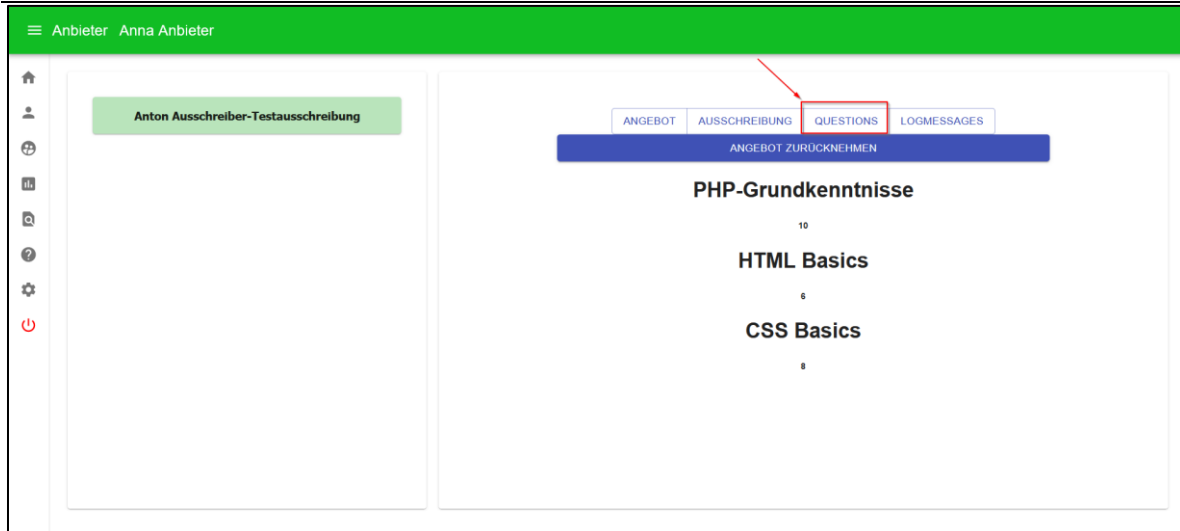 Anbieter Anna Anbieter
Anton Ausschreiber-Testausschreibung
ANGEBOT AUSSCHREIBUNG QUESTIONS LOGMESSAGES
ANGEBOT ZURÜCKNEHMEN
PHP-Grundkenntnisse
10
HTML Basics
6
CSS Basics
8